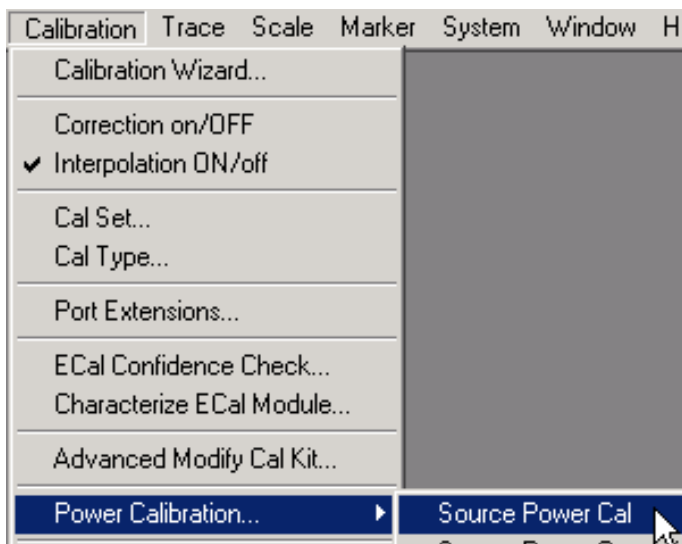 Calibration Trace Scale Marker System Window H
Calibration Wizard...
Correction on/OFF
Interpolation ON/off
Cal Set...
Cal Type...
Port Extensions...
ECal Confidence Check...
Characterize ECal Module...
Advanced Modify Cal Kit...
Power Calibration... Source Power Cal